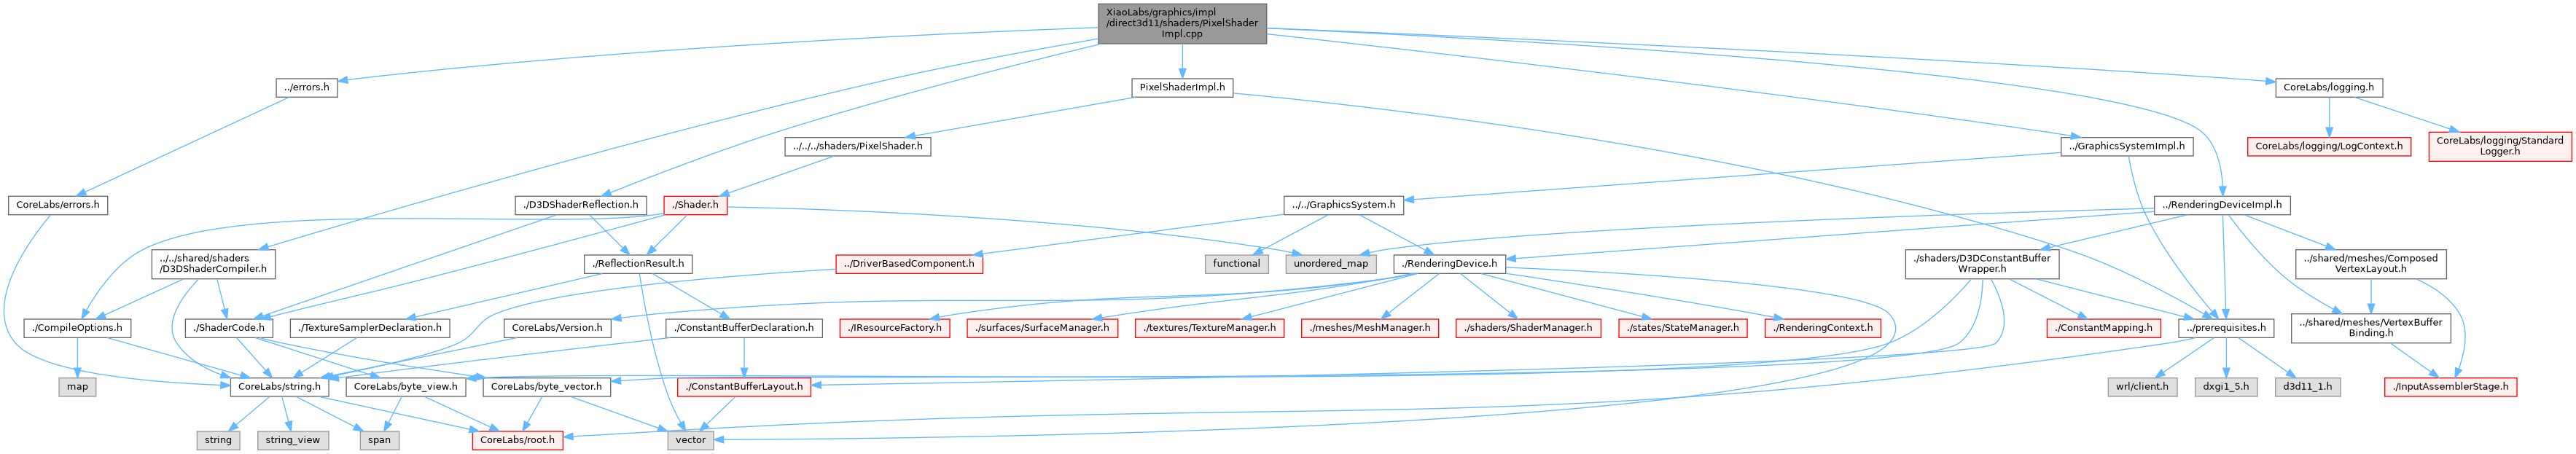 XiaoLabs/graphics/impl
/direct3d11/shaders/PixelShader
Impl.cpp
../errors.h
PixelShaderImpl.h
CoreLabs/logging.h
../../../shaders/PixelShader.h
../GraphicsSystemImpl.h
CoreLabs/logging/LogContext.h
CoreLabs/logging/Standard
Logger.h
CoreLabs/errors.h
./D3DShaderReflection.h
./Shader.h
../../GraphicsSystem.h
../RenderingDeviceImpl.h
../../shared/shaders
/D3DShaderCompiler.h
./ReflectionResult.h
../DriverBasedComponent.h
functional
unordered_map
./RenderingDevice.h
./shaders/D3DConstantBuffer
Wrapper.h
../shared/meshes/Composed
VertexLayout.h
./CompileOptions.h
./ShaderCode.h
./TextureSamplerDeclaration.h
CoreLabs/Version.h
./ConstantBufferDeclaration.h
./IResourceFactory.h
./surfaces/SurfaceManager.h
./textures/TextureManager.h
./meshes/MeshManager.h
./shaders/ShaderManager.h
./states/StateManager.h
./RenderingContext.h
../ConstantMapping.h
../prerequisites.h
../shared/meshes/VertexBuffer
Binding.h
map
CoreLabs/string.h
CoreLabs/byte_view.h
CoreLabs/byte_vector.h
./ConstantBufferLayout.h
wrl/client.h
dxgi1_5.h
d3d11_1.h
./InputAssemblerStage.h
string
string_view
span
CoreLabs/root.h
vector